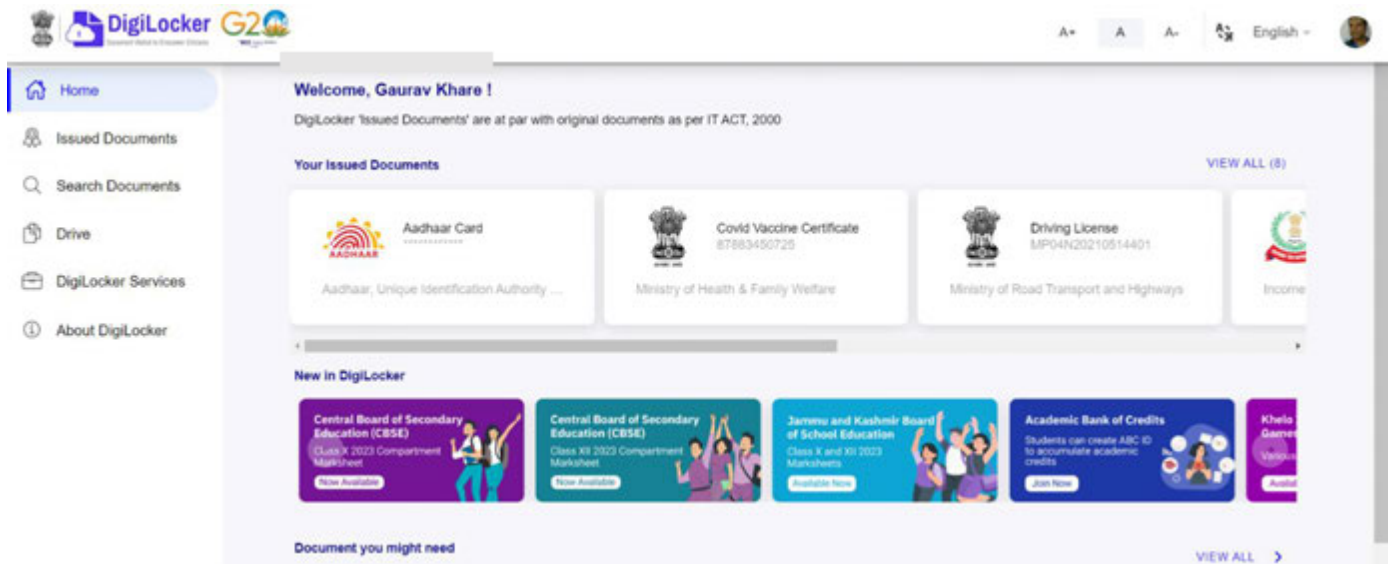 DigiLocker G20
A+ A A- English
Home
Issued Documents
Search Documents
Drive
DigiLocker Services
About DigiLocker
Welcome, Gaurav Khare !
DigiLocker 'Issued Documents' are at par with original documents as per IT ACT, 2000
Your Issued Documents
VIEW ALL (8)
Aadhaar Card
************
AADHAAR
Aadhaar, Unique Identification Authority ...
Covid Vaccine Certificate
87883450725
Ministry of Health & Family Welfare
Driving License
MP04N20210514401
Ministry of Road Transport and Highways
Income
New in DigiLocker
Central Board of Secondary
Education (CBSE)
Class X 2023 Compartment
Marksheet
Now Available
Central Board of Secondary
Education (CBSE)
Class XII 2023 Compartment
Marksheet
Now Available
Jammu and Kashmir Board
of School Education
Class X and XII 2023
Marksheets
Available Now
Academic Bank of Credits
Students can create ABC ID
to accumulate academic
credits
Join Now
Khelo
Games
Various
Document you might need
VIEW ALL